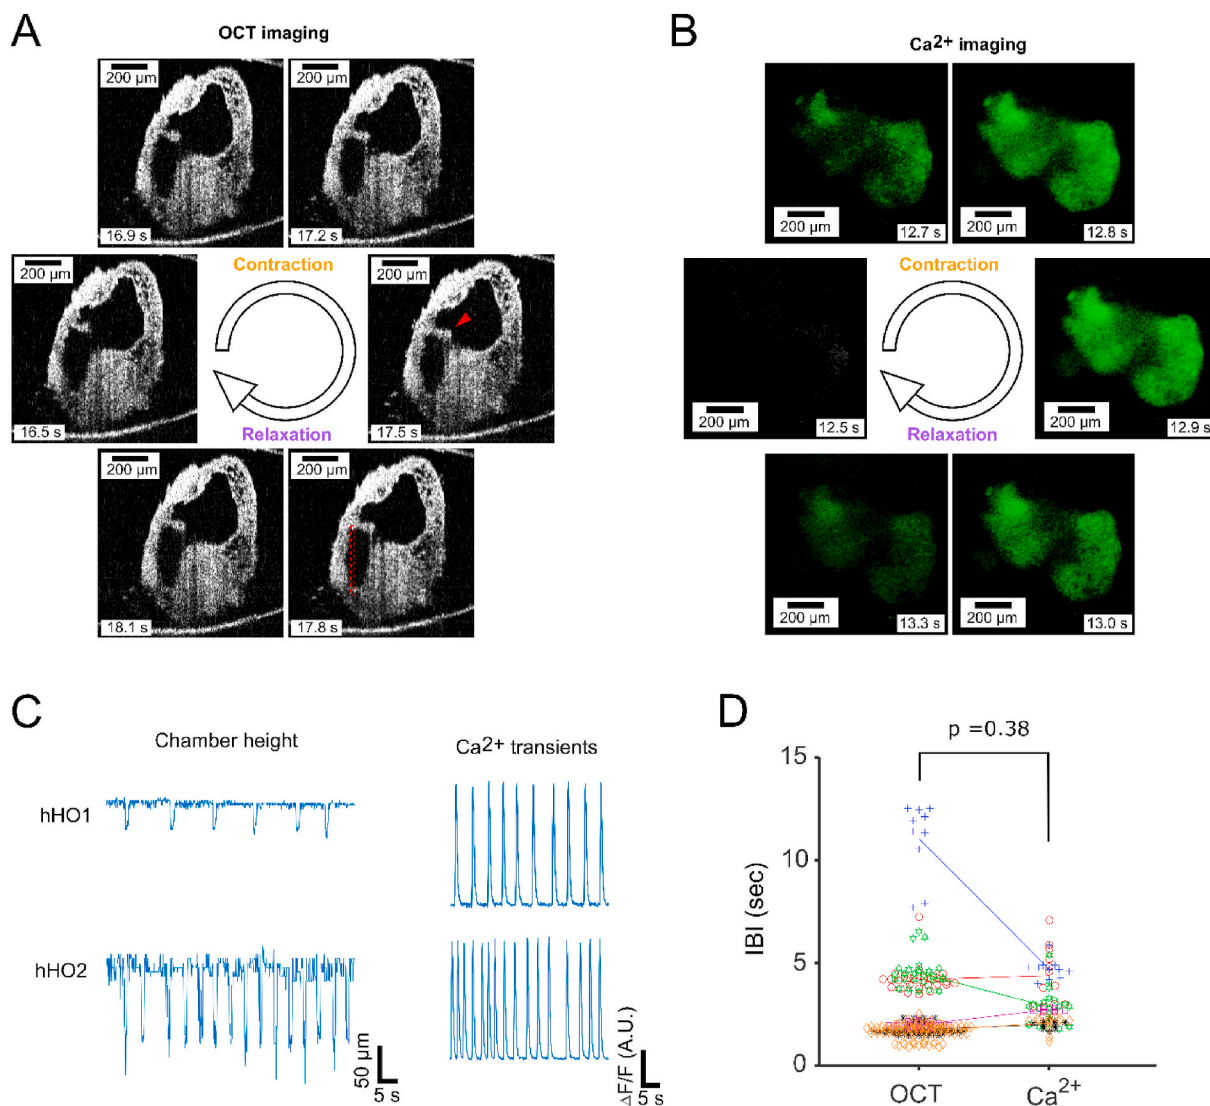 A
OCT imaging
200 µm
200 µm
16.9 s
17.2 s
200 µm
Contraction
200 µm
16.5 s
Relaxation
17.5 s
200 µm
200 µm
18.1 s
17.8 s
B
Ca2+ imaging
200 µm
12.7 s
200 µm
12.8 s
Contraction
200 µm
12.5 s
Relaxation
200 µm
12.9 s
200 µm
13.3 s
200 µm
13.0 s
C
Chamber height
Ca2+ transients
hHO1
hHO2
50 µm
5 s
ΔF/F (A.U.)
5 s
D
p =0.38
15
10
5
0
IBI (sec)
OCT
Ca2+